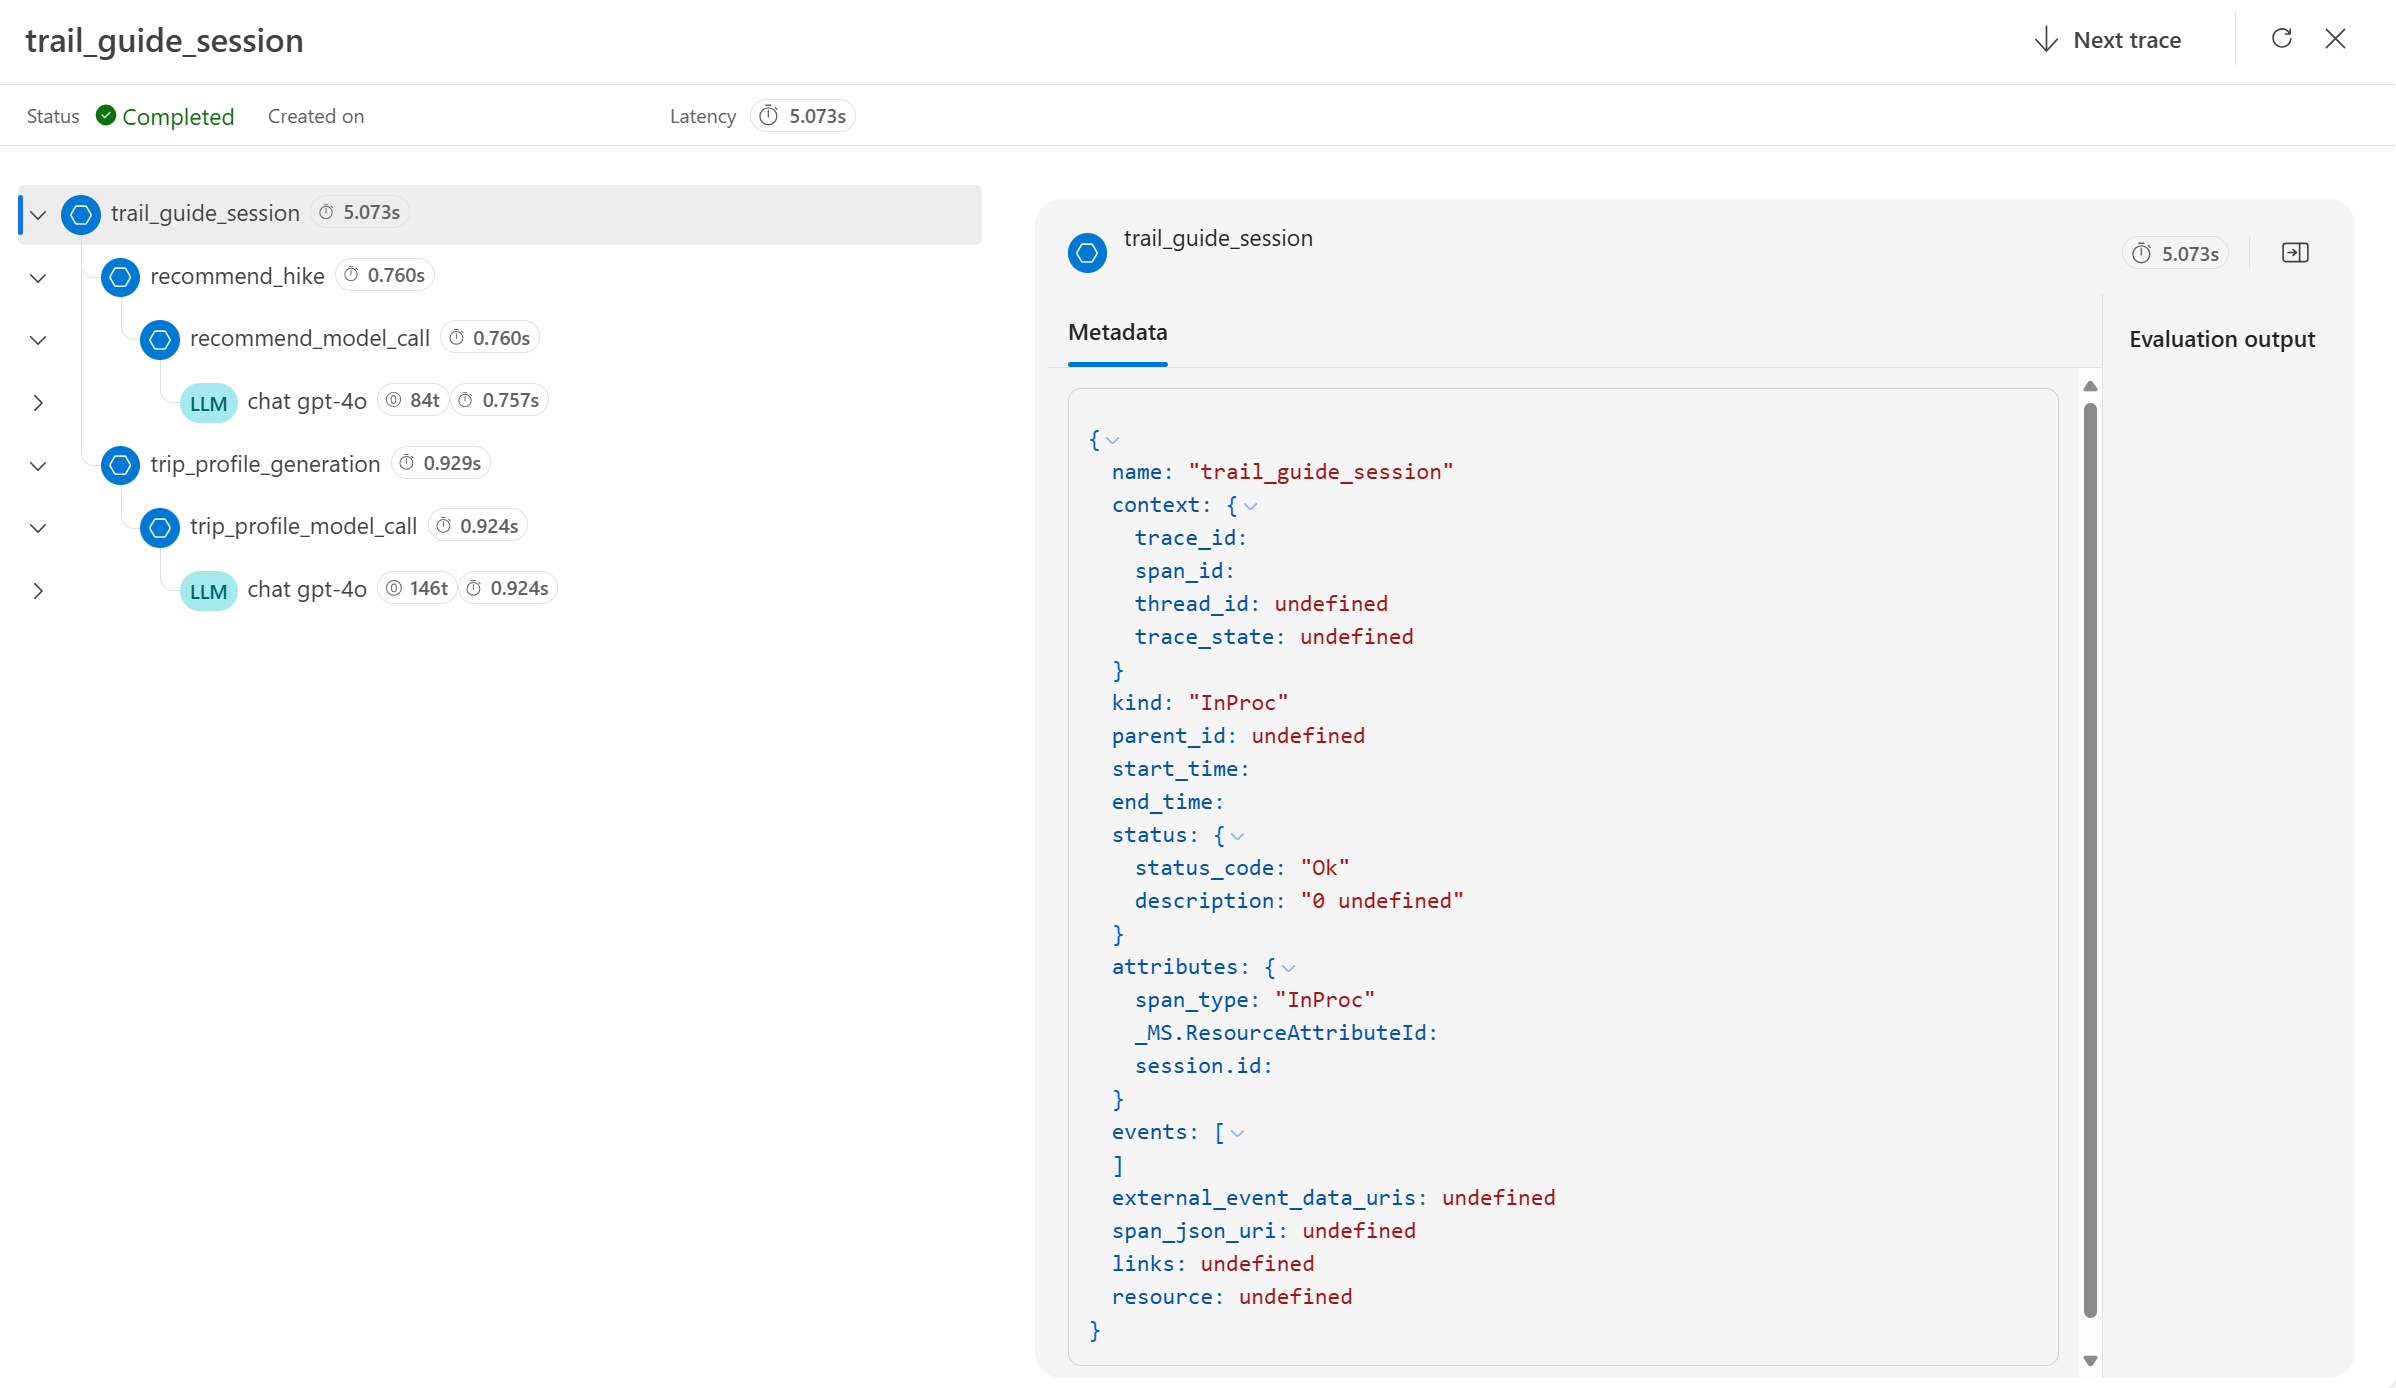 trail_guide_session
Next trace
Status Completed Created on Latency 5.073s
trail_guide_session 5.073s
recommend_hike 0.760s
recommend_model_call 0.760s
LLM chat gpt-4o 84t 0.757s
trip_profile_generation 0.929s
trip_profile_model_call 0.924s
LLM chat gpt-4o 146t 0.924s
trail_guide_session
5.073s
Metadata
Evaluation output
{
name: "trail_guide_session"
context: {
trace_id:
span_id:
thread_id: undefined
trace_state: undefined
}
kind: "InProc"
parent_id: undefined
start_time:
end_time:
status: {
status_code: "Ok"
description: "0 undefined"
}
attributes: {
span_type: "InProc"
_MS.ResourceAttributeId:
session.id:
}
events: [
]
external_event_data_uris: undefined
span_json_uri: undefined
links: undefined
resource: undefined
}